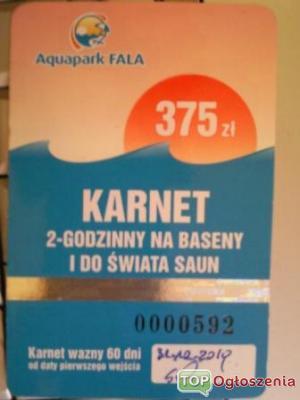 Aquapark FALA
375 zł
KARNET
2-GODZINNY NA BASENY
I DO ŚWIATA SAUN
0000592
Karnet wazny 60 dni
od daty pierwszego wejścia
TOP Ogłoszenia